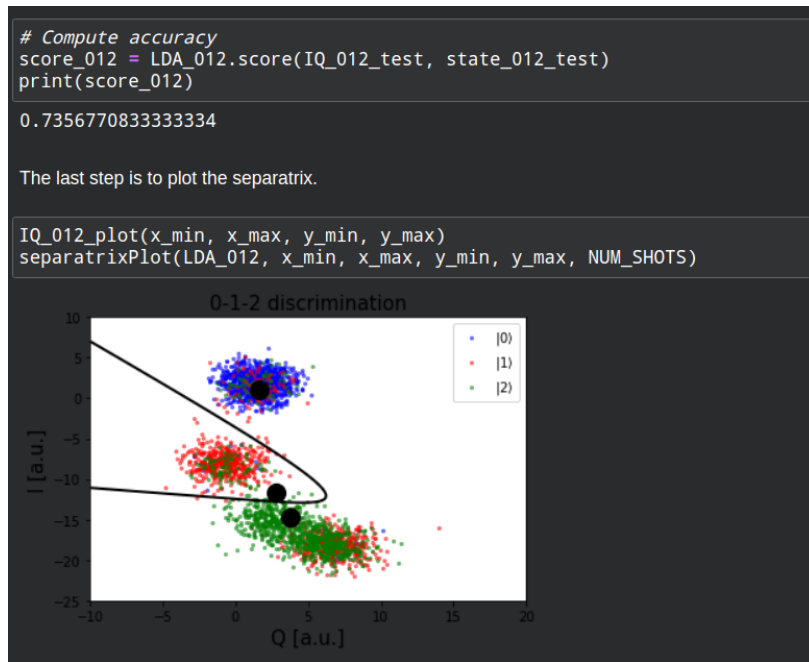 # Compute accuracy
score_012 = LDA_012.score(IQ_012_test, state_012_test)
print(score_012)
0.7356770833333334
The last step is to plot the separatrix.
IQ_012_plot(x_min, x_max, y_min, y_max)
separatrixPlot(LDA_012, x_min, x_max, y_min, y_max, NUM_SHOTS)
0-1-2 discrimination
10
5
0
−5
−10
−15
−20
−25
I [a.u.]
|0⟩
|1⟩
|2⟩
−10 −5 0 5 10 15 20
Q [a.u.]